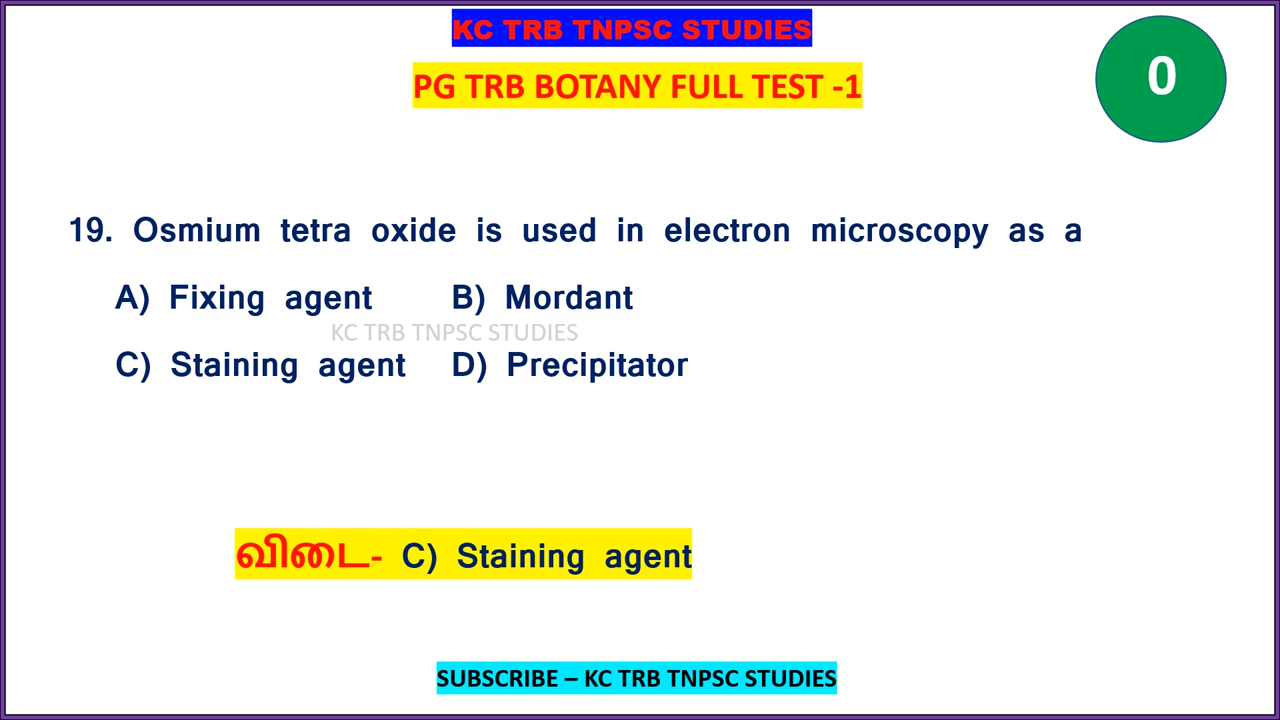 KC TRB TNPSC STUDIES
PG TRB BOTANY FULL TEST -1
0
19. Osmium tetra oxide is used in electron microscopy as a
A) Fixing agent B) Mordant
KC TRB TNPSC STUDIES
C) Staining agent D) Precipitator
விடை- C) Staining agent
SUBSCRIBE – KC TRB TNPSC STUDIES